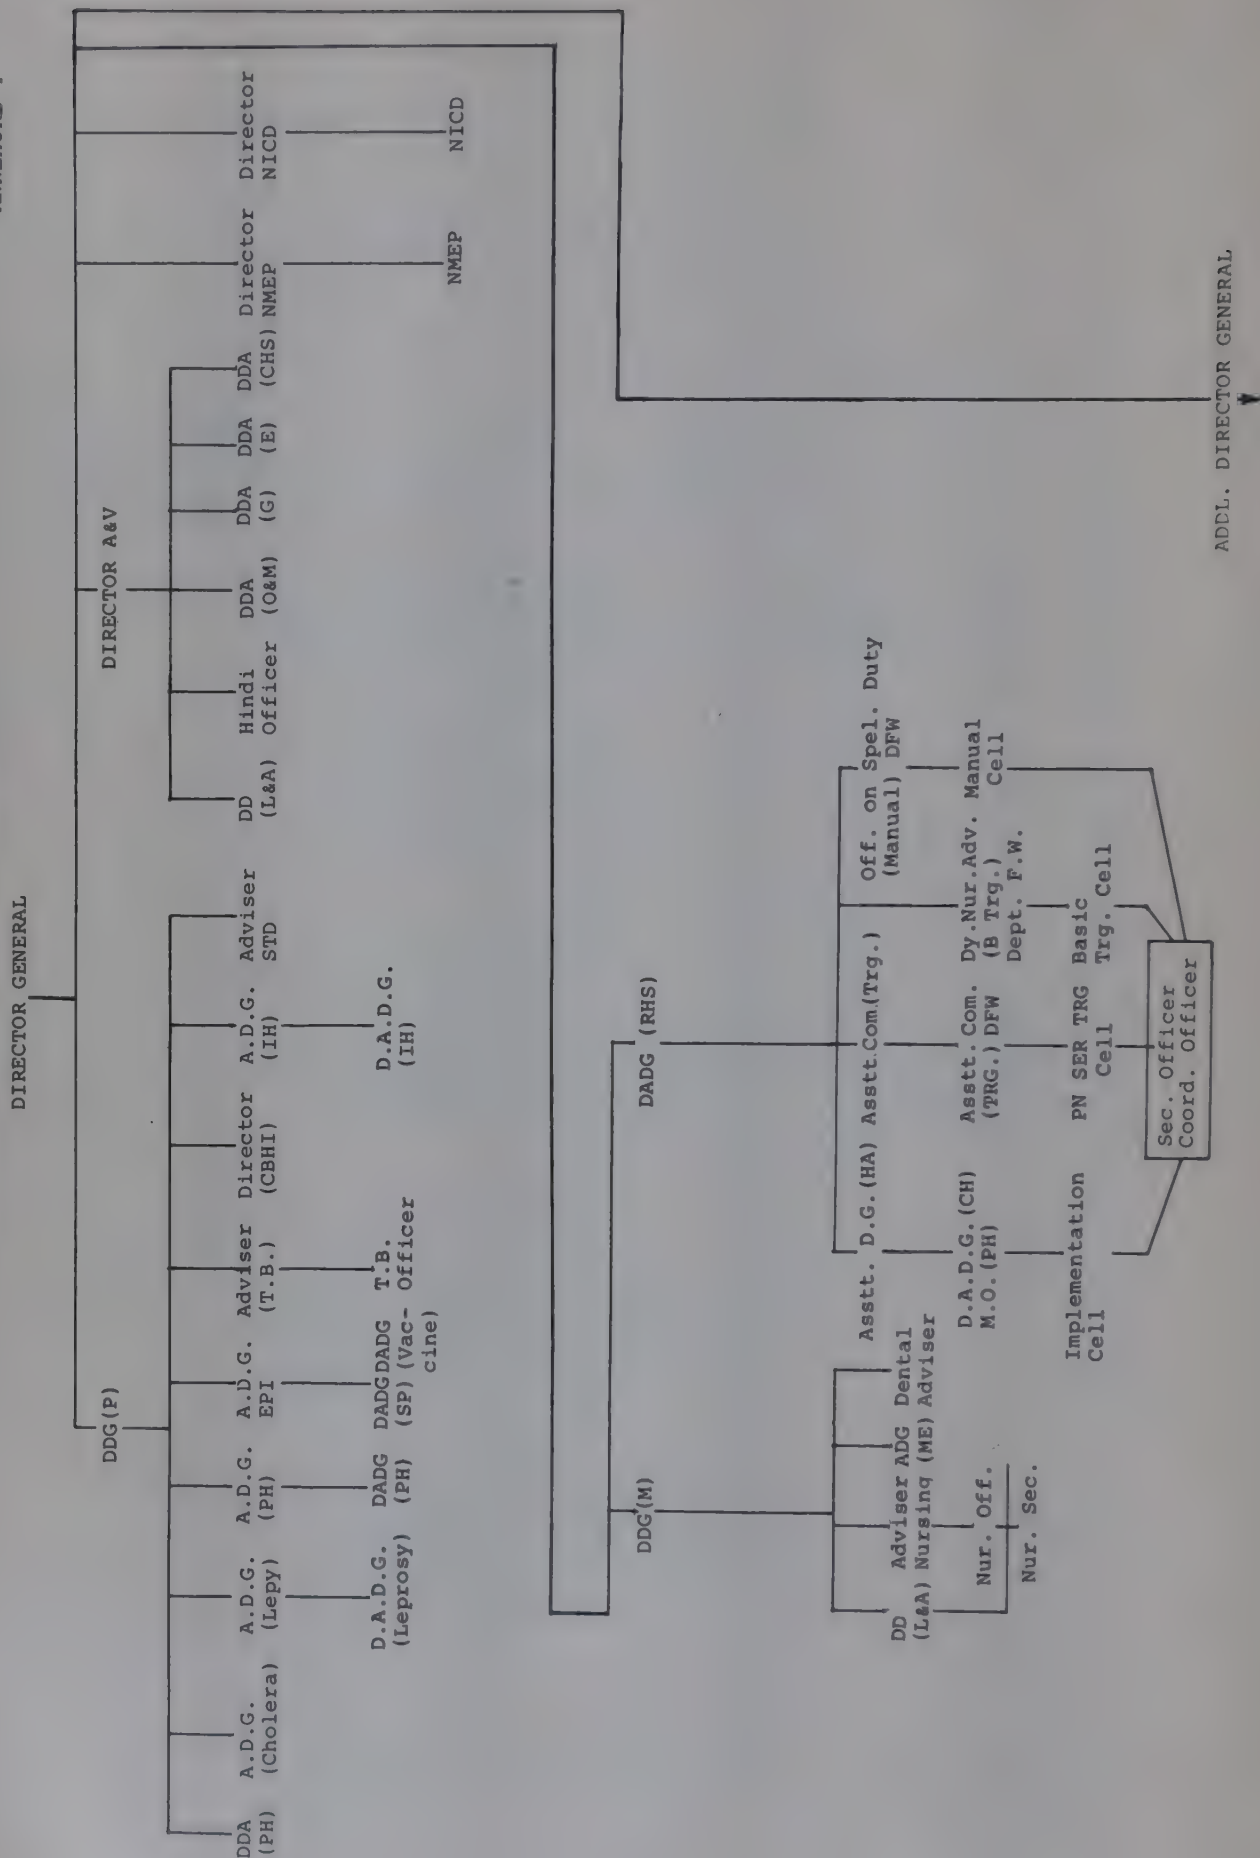 DIRECTOR GENERAL
DDG(P)
DIRECTOR A&V
DDA
(PH)
A.D.G.
(Cholera)
A.D.G.
(Lepy)
A.D.G.
(PH)
A.D.G.
EPI
Adviser
(T.B.)
Director
(CBHI)
A.D.G.
(IH)
Adviser
STD
DD
(L&A)
Hindi
Officer
DDA
(O&M)
DDA
(G)
DDA
(E)
DDA
(CHS)
Director
NMEP
Director
NICD
D.A.D.G.
(Leprosy)
DADG
(PH)
DADG
(SP)
DADG
(Vac-
cine)
T.B.
Officer
D.A.D.G.
(IH)
NMEP
NICD
DDG(M)
DADG (RHS)
DD
(L&A)
Adviser
Nursing
ADG
(ME)
Dental
Adviser
Nur. Off.
Nur. Sec.
Asstt. D.G.(HA)
Asstt.Com.(Trg.)
Off. on Spel. Duty
(Manual) DFW
D.A.D.G.(CH)
M.O.(PH)
Asstt.Com.
(TRG.)DFW
Dy.Nur.Adv.
(B Trg.)
Dept. F.W.
Manual
Cell
Implementation
Cell
PN SER TRG
Cell
Basic
Trg. Cell
Sec. Officer
Coord. Officer
ADDL. DIRECTOR GENERAL